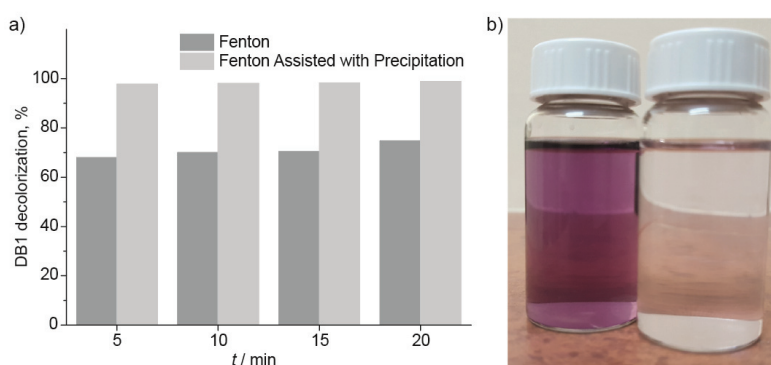 a)
Fenton
Fenton Assisted with Precipitation
DB1 decolorization, %
100
80
60
40
20
0
5 10 15 20
t / min
b)